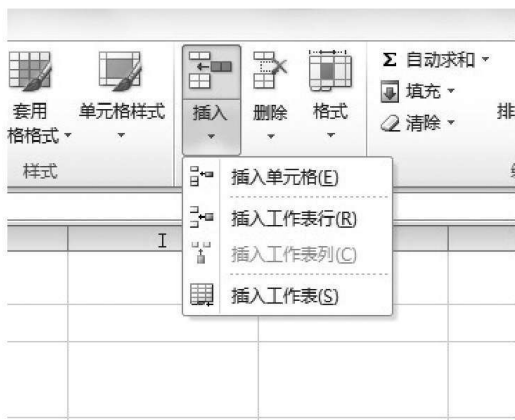 Σ 自动求和
套用
格格式
单元格样式
插入
删除
格式
填充
清除
排
样式
插入单元格(E)
插入工作表行(R)
插入工作表列(C)
插入工作表(S)
I